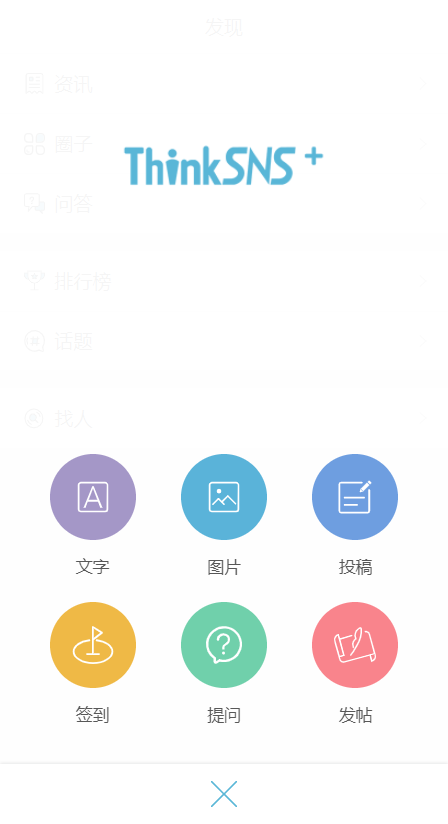 发现
资讯
圈子
ThinkSNS+
问答
排行榜
话题
找人
文字
图片
投稿
签到
提问
发帖